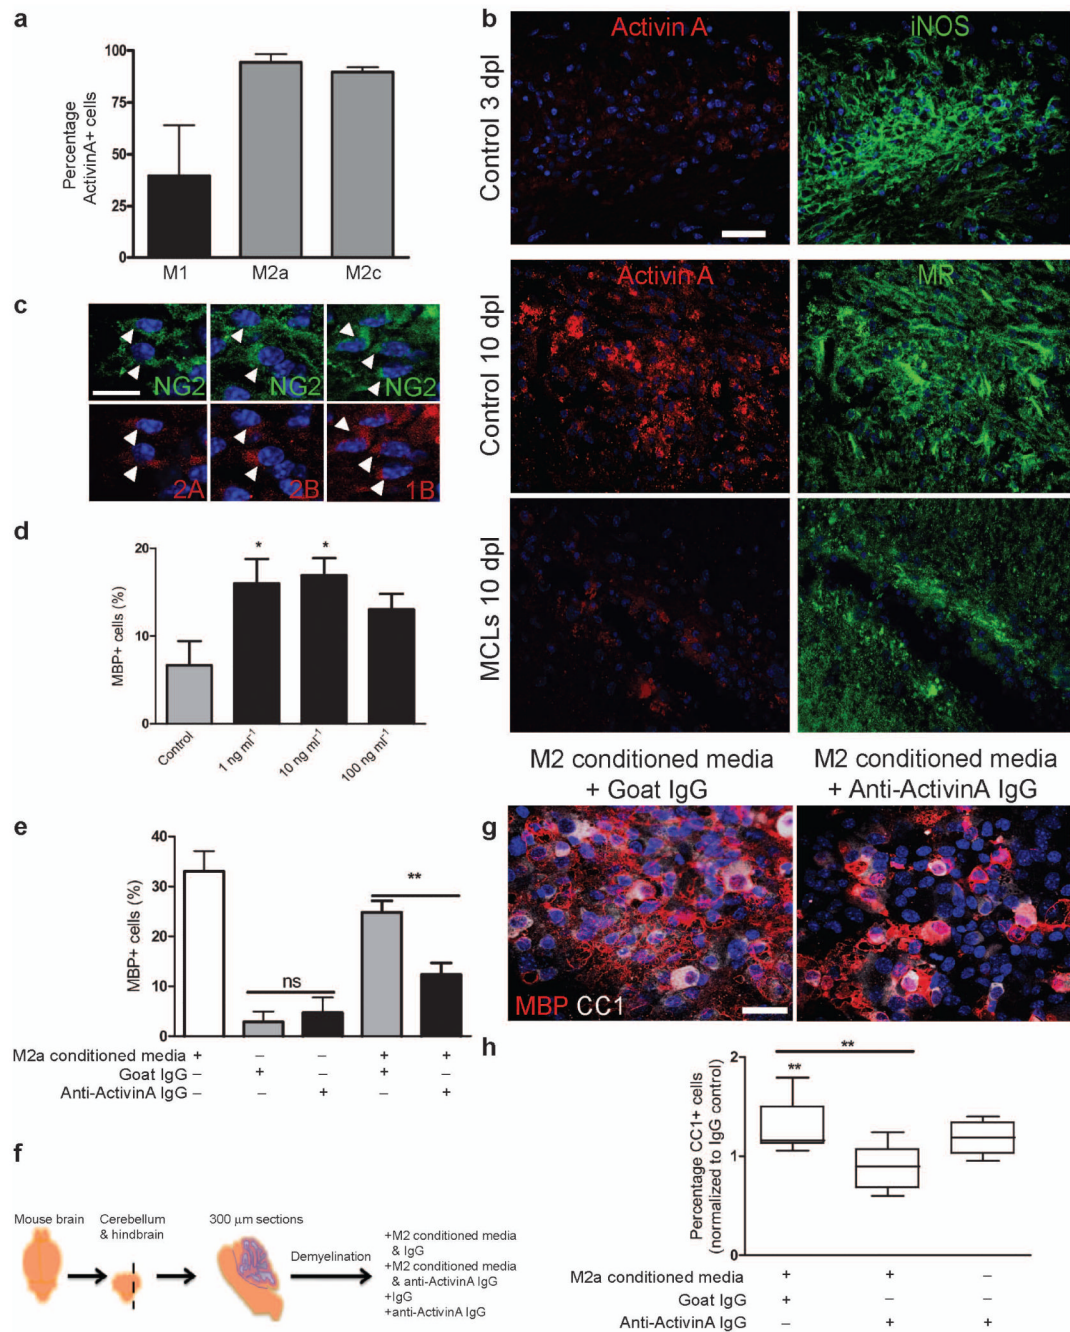 a
100
75
50
25
0
Percentage
ActivinA+ cells
M1 M2a M2c
b
Activin A iNOS
Control 3 dpl
Activin A MR
Control 10 dpl
MCLs 10 dpl
c
NG2 NG2 NG2
2A 2B 1B
d
20
10
0
MBP+ cells (%)
* *
Control 1 ng ml⁻¹ 10 ng ml⁻¹ 100 ng ml⁻¹
e
40
30
20
10
0
MBP+ cells (%)
ns
**
M2a conditioned media + – – + +
Goat IgG – + – + –
Anti-ActivinA IgG – – + – +
f
Mouse brain
Cerebellum
& hindbrain
300 µm sections
Demyelination
+M2 conditioned media
& IgG
+M2 conditioned media
& anti-ActivinA IgG
+IgG
+anti-ActivinA IgG
M2 conditioned media
+ Goat IgG
M2 conditioned media
+ Anti-ActivinA IgG
g
MBP CC1
h
2
1
0
Percentage CC1+ cells
(normalized to IgG control)
**
**
M2a conditioned media + + –
Goat IgG + – –
Anti-ActivinA IgG – + +